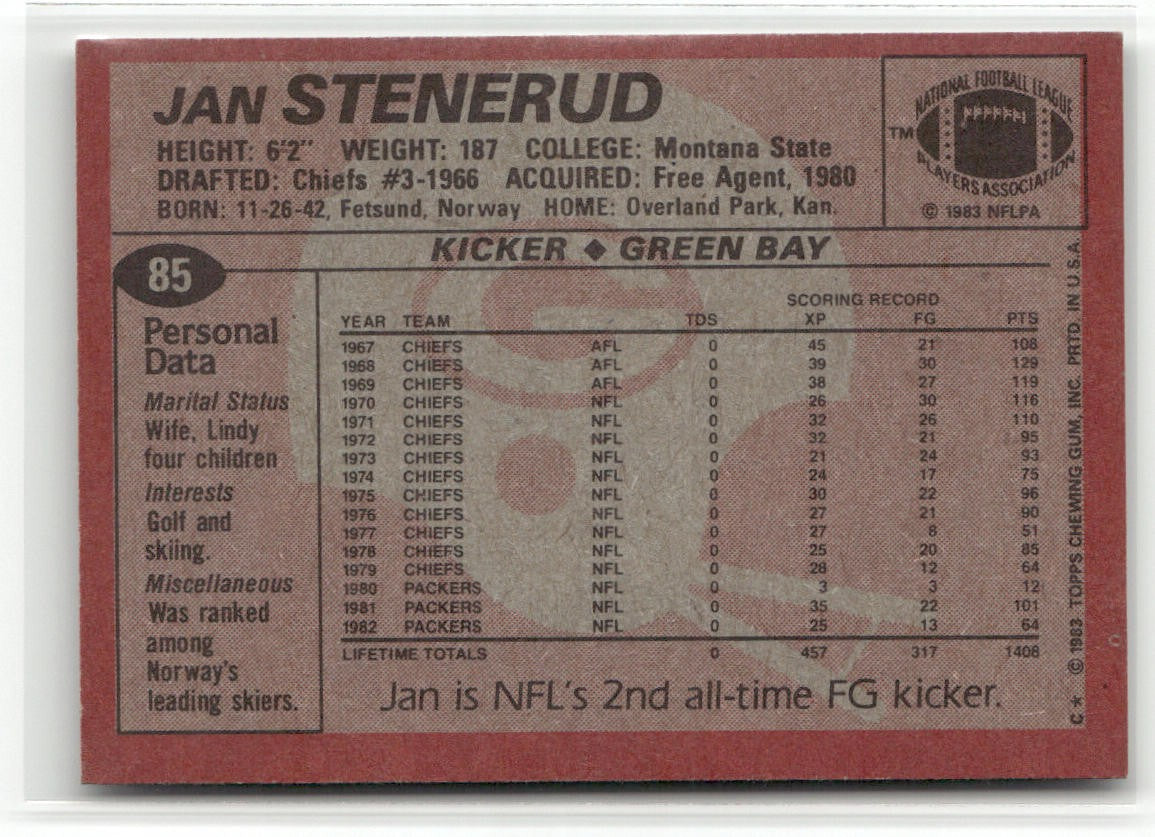 JAN STENERUD
HEIGHT: 6'2" WEIGHT: 187 COLLEGE: Montana State
DRAFTED: Chiefs #3-1966 ACQUIRED: Free Agent, 1980
BORN: 11-26-42, Fetsund, Norway HOME: Overland Park, Kan.
NATIONAL FOOTBALL LEAGUE
TM
PLAYERS ASSOCIATION
© 1983 NFLPA
KICKER ◆ GREEN BAY
85
Personal
Data
Marital Status
Wife, Lindy
four children
Interests
Golf and
skiing.
Miscellaneous
Was ranked
among
Norway's
leading skiers.
SCORING RECORD
YEAR TEAM TDS XP FG PTS
1967 CHIEFS AFL 0 45 21 108
1968 CHIEFS AFL 0 39 30 129
1969 CHIEFS AFL 0 38 27 119
1970 CHIEFS NFL 0 26 30 116
1971 CHIEFS NFL 0 32 26 110
1972 CHIEFS NFL 0 32 21 95
1973 CHIEFS NFL 0 21 24 93
1974 CHIEFS NFL 0 24 17 75
1975 CHIEFS NFL 0 30 22 96
1976 CHIEFS NFL 0 27 21 90
1977 CHIEFS NFL 0 27 8 51
1978 CHIEFS NFL 0 25 20 85
1979 CHIEFS NFL 0 28 12 64
1980 PACKERS NFL 0 3 3 12
1981 PACKERS NFL 0 35 22 101
1982 PACKERS NFL 0 25 13 64
LIFETIME TOTALS 0 457 317 1408
Jan is NFL's 2nd all-time FG kicker.
C* © 1983 TOPPS CHEWING GUM, INC. PRTD. IN U.S.A.